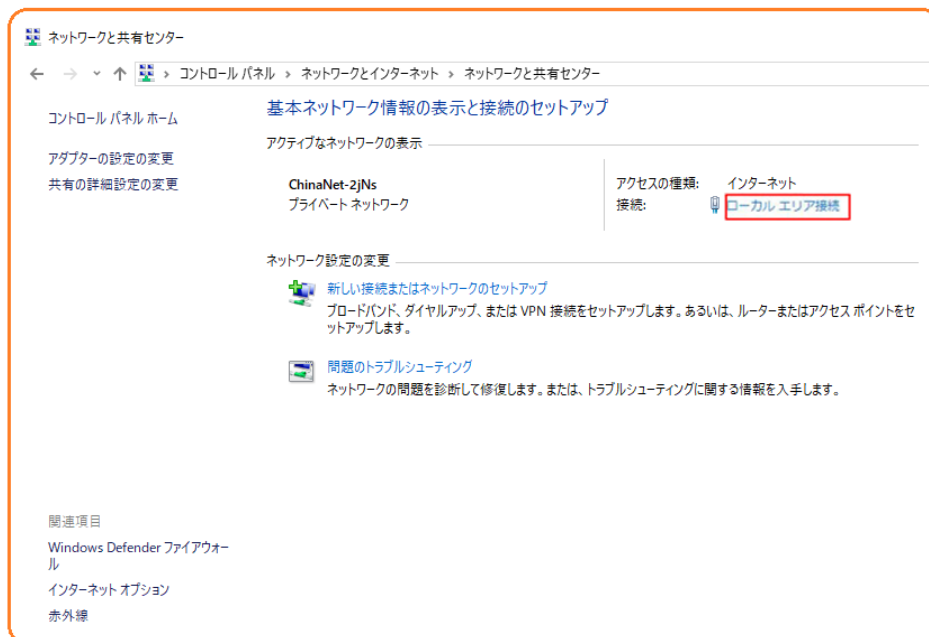 ネットワークと共有センター
コントロール パネル › ネットワークとインターネット › ネットワークと共有センター
コントロール パネル ホーム
アダプターの設定の変更
共有の詳細設定の変更
基本ネットワーク情報の表示と接続のセットアップ
アクティブなネットワークの表示
ChinaNet-2jNs
プライベート ネットワーク
アクセスの種類: インターネット
接続: ローカル エリア接続
ネットワーク設定の変更
新しい接続またはネットワークのセットアップ
ブロードバンド、ダイヤルアップ、または VPN 接続をセットアップします。あるいは、ルーターまたはアクセス ポイントをセ
ットアップします。
問題のトラブルシューティング
ネットワークの問題を診断して修復します。または、トラブルシューティングに関する情報を入手します。
関連項目
Windows Defender ファイアウォー
ル
インターネット オプション
赤外線